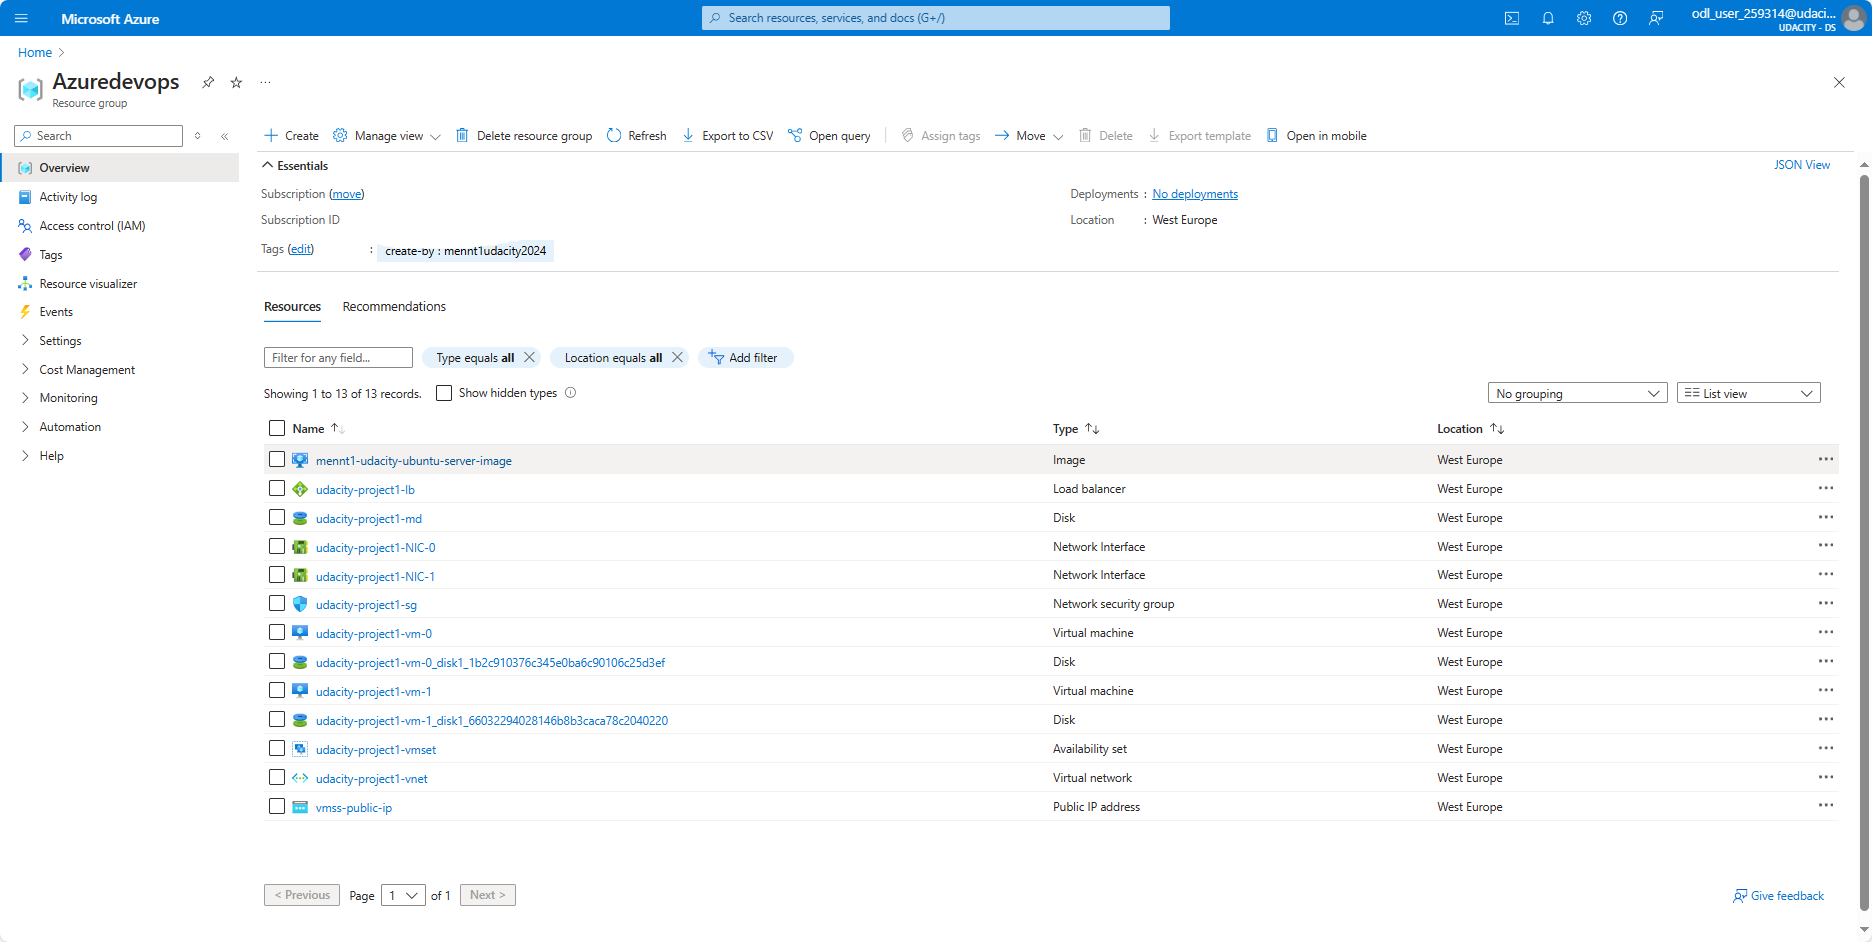 Microsoft Azure
Search resources, services, and docs (G+/)
odl_user_259314@udaci...
UDACITY - DS
Home
Azuredevops
Resource group
Search
Create
Manage view
Delete resource group
Refresh
Export to CSV
Open query
Assign tags
Move
Delete
Export template
Open in mobile
Overview
Activity log
Access control (IAM)
Tags
Resource visualizer
Events
Settings
Cost Management
Monitoring
Automation
Help
Essentials
JSON View
Subscription (move)
Deployments : No deployments
Subscription ID
Location : West Europe
Tags (edit) : create-by : mennt1udacity2024
Resources Recommendations
Filter for any field...
Type equals all
Location equals all
Add filter
Showing 1 to 13 of 13 records.
Show hidden types
No grouping
List view
Name Type Location
mennt1-udacity-ubuntu-server-image Image West Europe
udacity-project1-lb Load balancer West Europe
udacity-project1-md Disk West Europe
udacity-project1-NIC-0 Network Interface West Europe
udacity-project1-NIC-1 Network Interface West Europe
udacity-project1-sg Network security group West Europe
udacity-project1-vm-0 Virtual machine West Europe
udacity-project1-vm-0_disk1_1b2c910376c345e0ba6c90106c25d3ef Disk West Europe
udacity-project1-vm-1 Virtual machine West Europe
udacity-project1-vm-1_disk1_66032294028146b8b3caca78c2040220 Disk West Europe
udacity-project1-vmset Availability set West Europe
udacity-project1-vnet Virtual network West Europe
vmss-public-ip Public IP address West Europe
< Previous Page 1 of 1 Next >
Give feedback